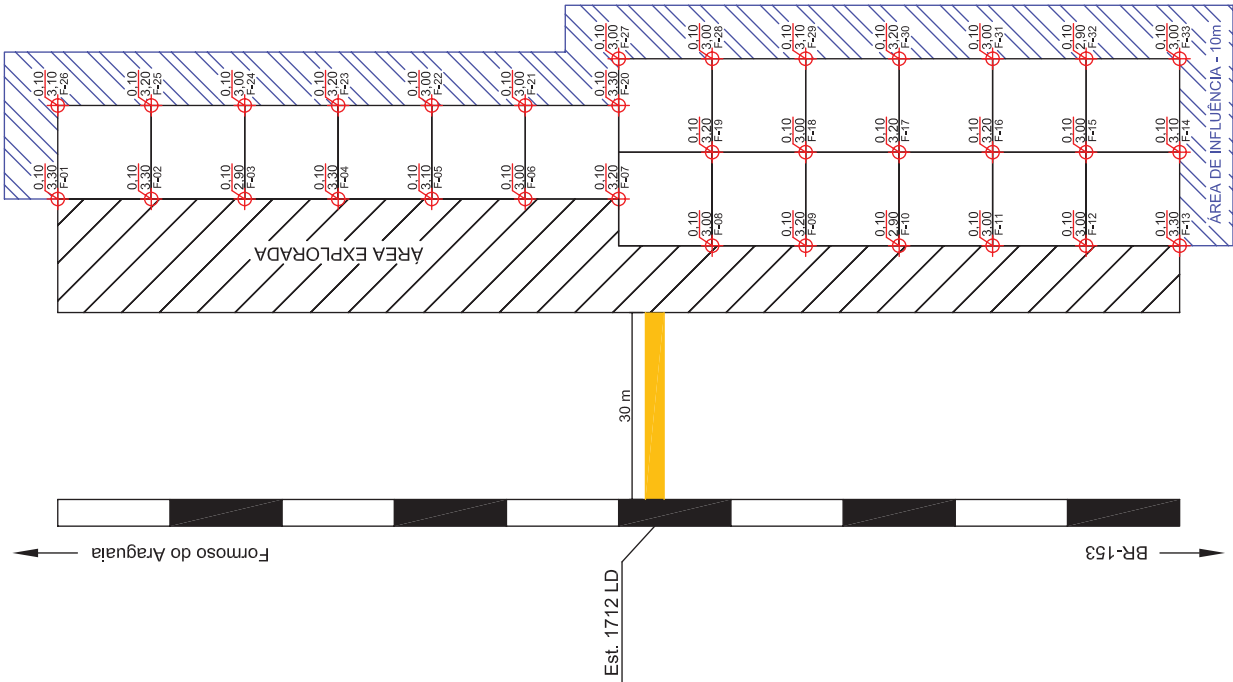 0,10
3,30
F-01
0,10
3,10
F-26
0,10
3,30
F-02
0,10
3,20
F-25
0,10
2,90
F-03
0,10
3,00
F-24
0,10
3,30
F-04
0,10
3,20
F-23
0,10
3,10
F-05
0,10
3,00
F-22
0,10
3,00
F-06
0,10
3,00
F-21
0,10
3,20
F-07
0,10
3,30
F-20
0,10
3,00
F-27
0,10
3,00
F-08
0,10
3,20
F-19
0,10
3,00
F-28
0,10
3,20
F-09
0,10
3,00
F-18
0,10
3,10
F-29
0,10
2,90
F-10
0,10
3,20
F-17
0,10
3,20
F-30
0,10
3,00
F-11
0,10
3,20
F-16
0,10
3,00
F-31
0,10
3,00
F-12
0,10
3,00
F-15
0,10
2,90
F-32
0,10
3,30
F-13
0,10
3,10
F-14
0,10
3,00
F-33
ÁREA DE INFLUÊNCIA - 10m
ÁREA EXPLORADA
30 m
Formoso do Araguaia
BR-153
Est. 1712 LD